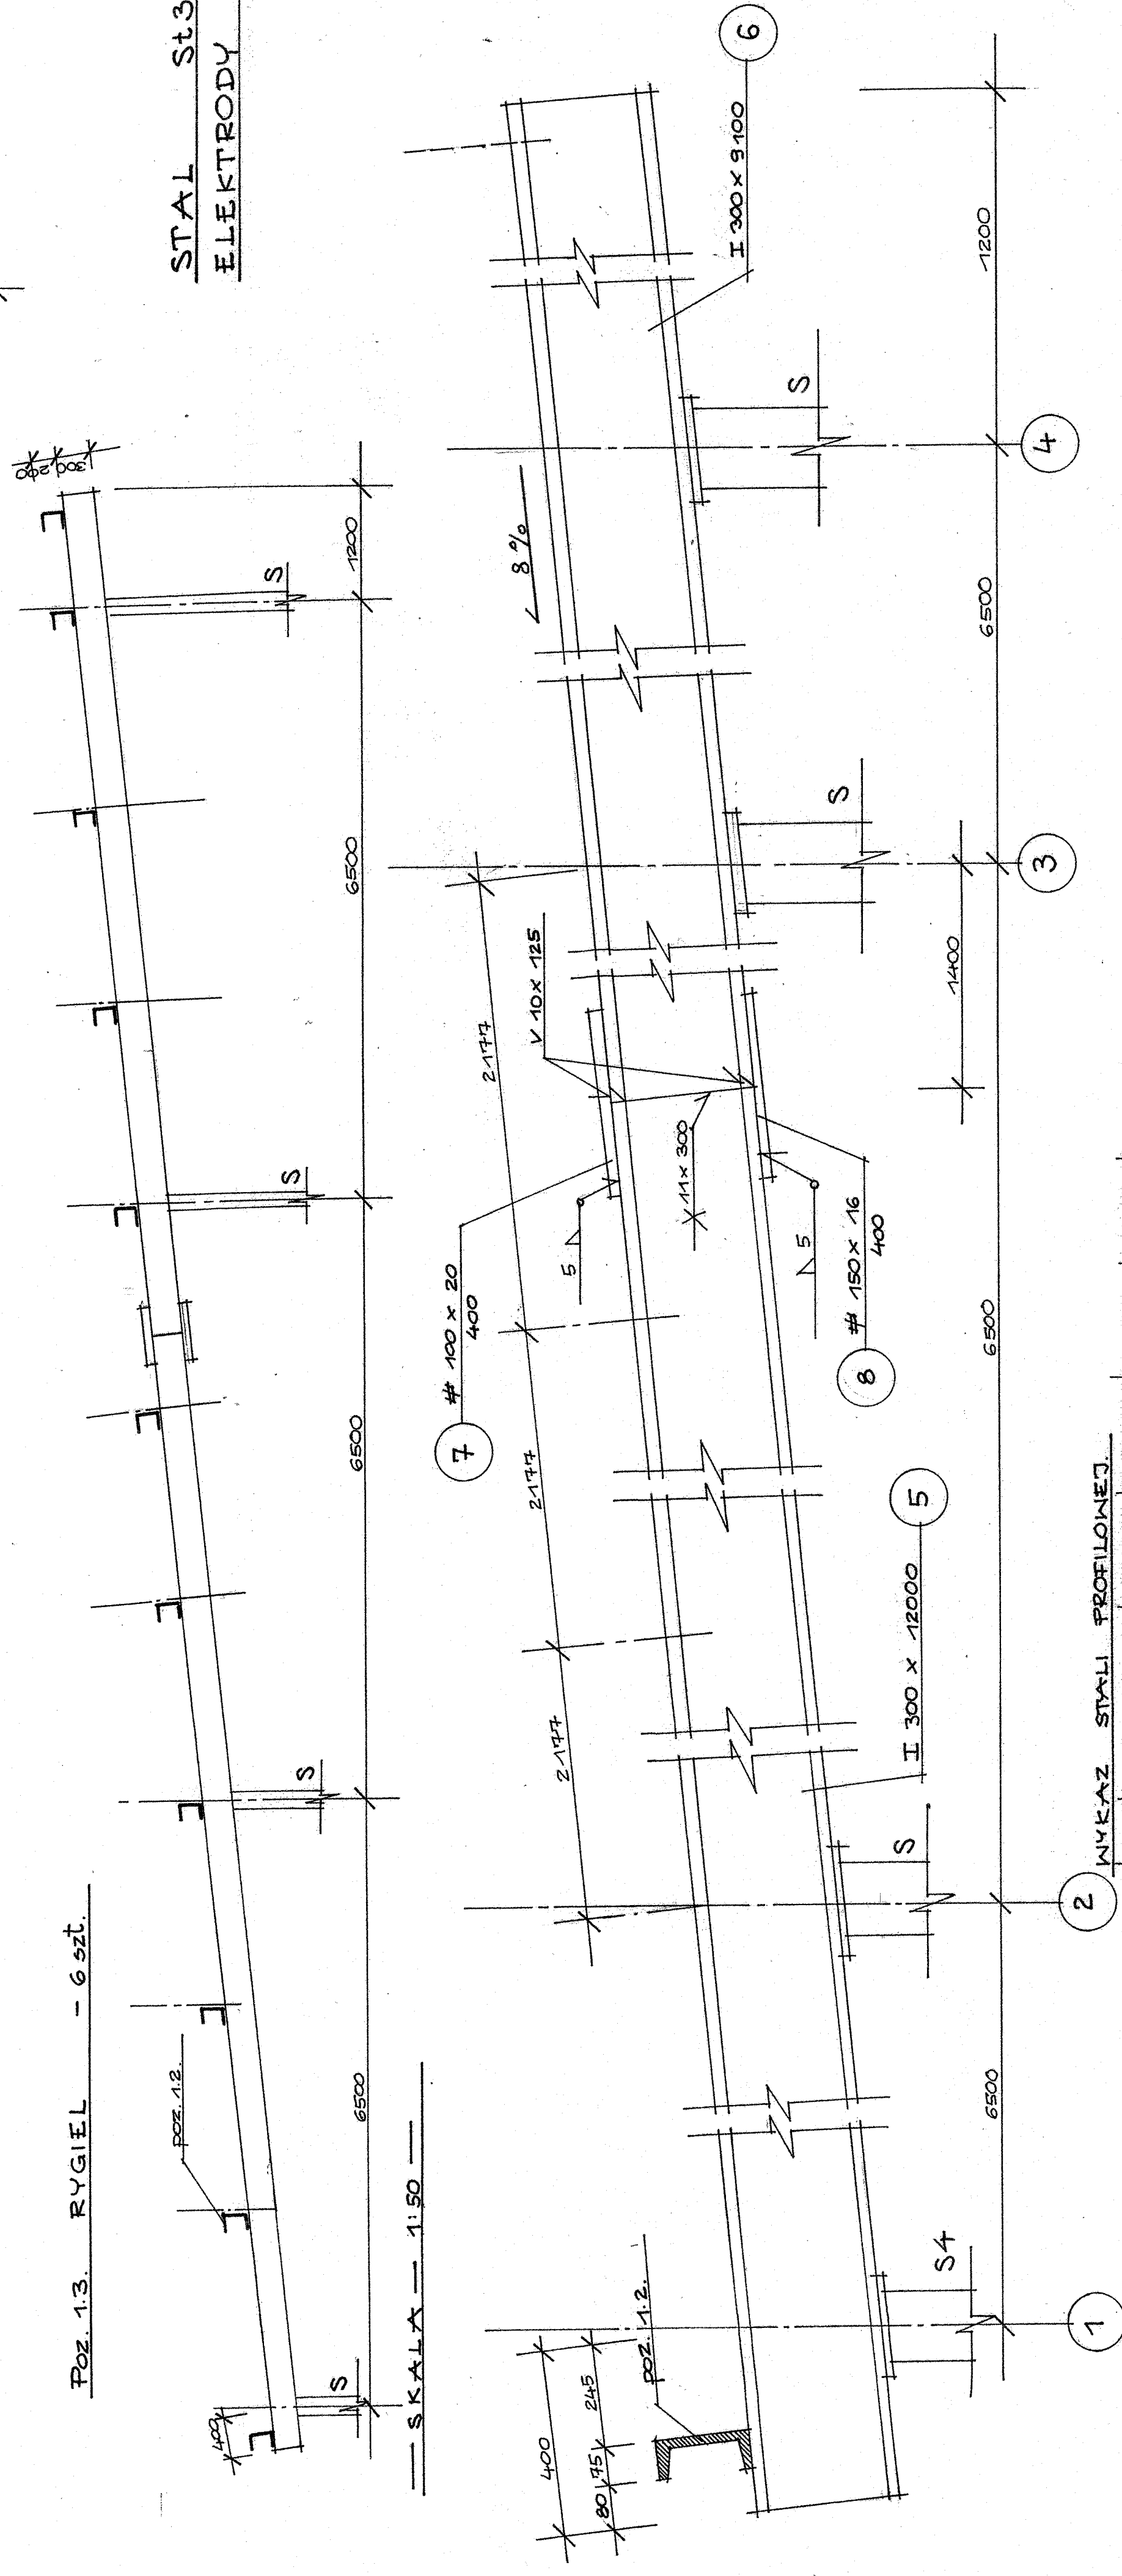 STAL St3
ELEKTRODY
Poz. 1.3. RYGIEL – 6 szt.
poz. 1.2.
400
S
S
S
S
300
200
6500
6500
6500
1200
— SKALA — 1:50 —
400
80
75
245
poz. 1.2.
2177
2177
2177
8 %
7
# 100 x 20
400
5
V 10 x 125
X 11 x 300
5
8
# 150 x 16
400
I 300 x 12000
5
I 300 x 9100
6
S4
S
S
S
1400
6500
6500
6500
1200
1
2
3
4
WYKAZ STALI PROFILOWEJ.